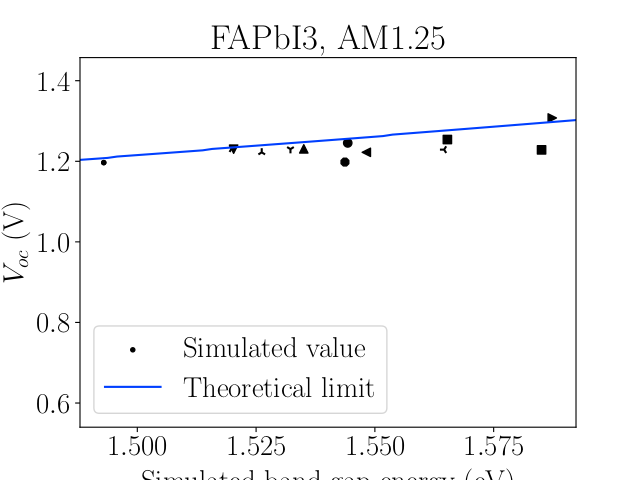 FAPbI3, AM1.25
1.4
1.2
1.0
0.8
0.6
V_oc (V)
Simulated value
Theoretical limit
1.500 1.525 1.550 1.575
Simulated band gap energy (eV)